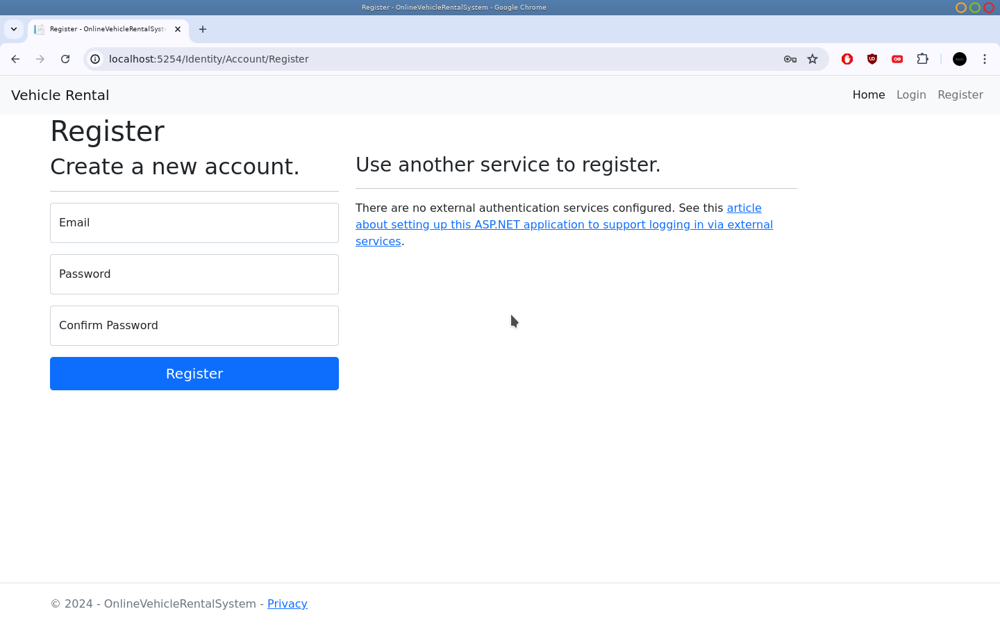 Register - OnlineVehicleRentalSystem - Google Chrome
Register - OnlineVehicleRentalSyst
localhost:5254/Identity/Account/Register
Vehicle Rental
Home Login Register
Register
Create a new account.
Email
Password
Confirm Password
Register
Use another service to register.
There are no external authentication services configured. See this article
about setting up this ASP.NET application to support logging in via external
services.
© 2024 - OnlineVehicleRentalSystem - Privacy